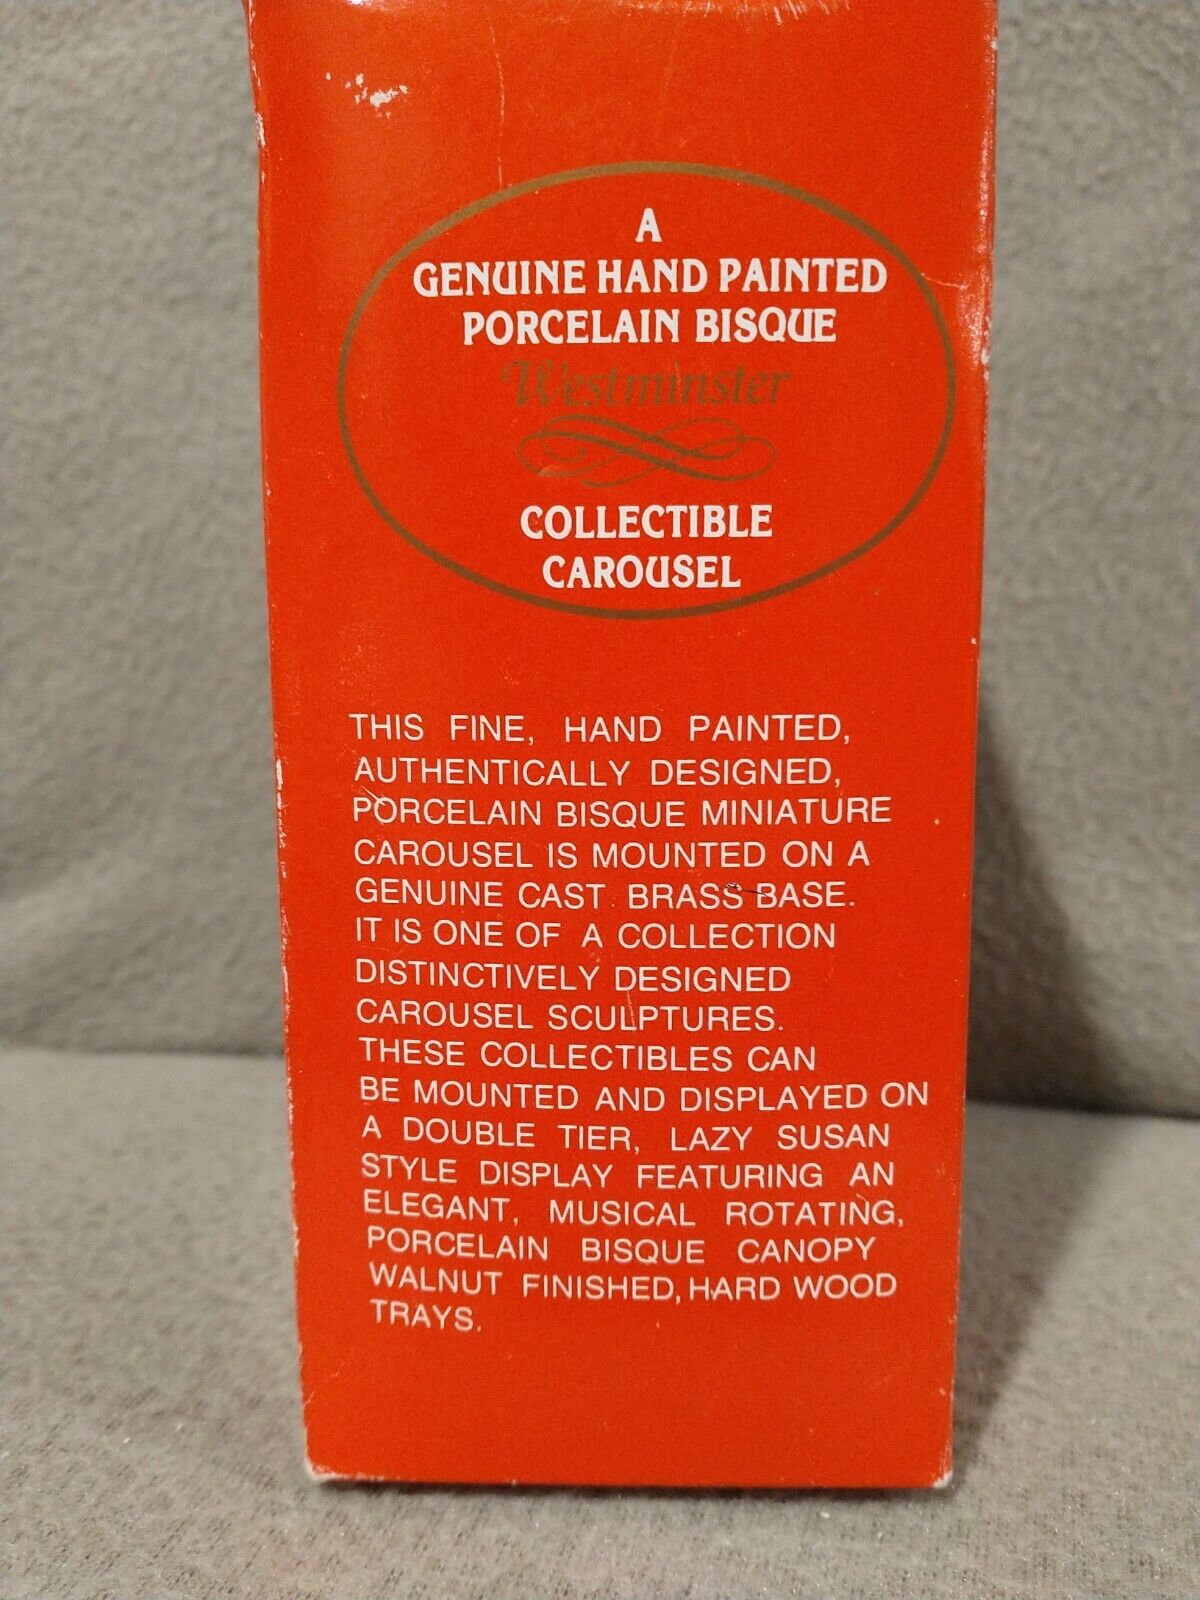 A
GENUINE HAND PAINTED
PORCELAIN BISQUE
Westminster
COLLECTIBLE
CAROUSEL
THIS FINE, HAND PAINTED,
AUTHENTICALLY DESIGNED,
PORCELAIN BISQUE MINIATURE
CAROUSEL IS MOUNTED ON A
GENUINE CAST BRASS BASE.
IT IS ONE OF A COLLECTION
DISTINCTIVELY DESIGNED
CAROUSEL SCULPTURES.
THESE COLLECTIBLES CAN
BE MOUNTED AND DISPLAYED ON
A DOUBLE TIER, LAZY SUSAN
STYLE DISPLAY FEATURING AN
ELEGANT, MUSICAL ROTATING,
PORCELAIN BISQUE CANOPY
WALNUT FINISHED, HARD WOOD
TRAYS.